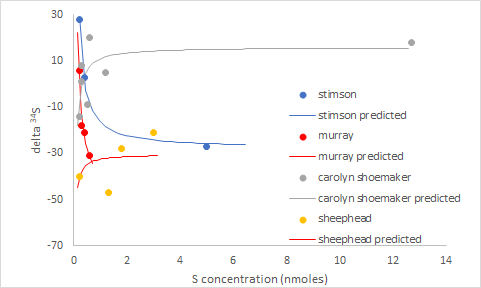 30
10
-10
-30
-50
-70
delta 34S
0 2 4 6 8 10 12 14
S concentration (nmoles)
stimson
stimson predicted
murray
murray predicted
carolyn shoemaker
carolyn shoemaker predicted
sheephead
sheephead predicted